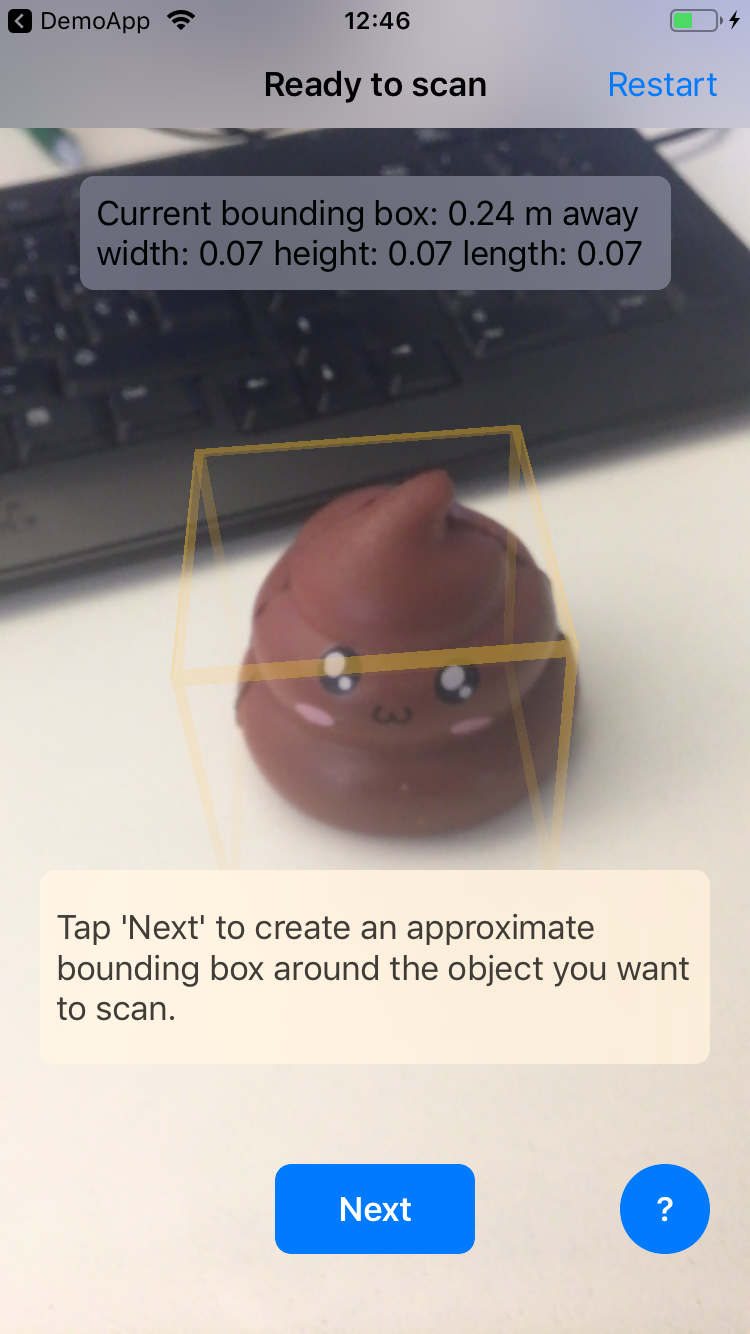 DemoApp 12:46
Ready to scan Restart
Current bounding box: 0.24 m away
width: 0.07 height: 0.07 length: 0.07
Tap 'Next' to create an approximate
bounding box around the object you want
to scan.
Next ?